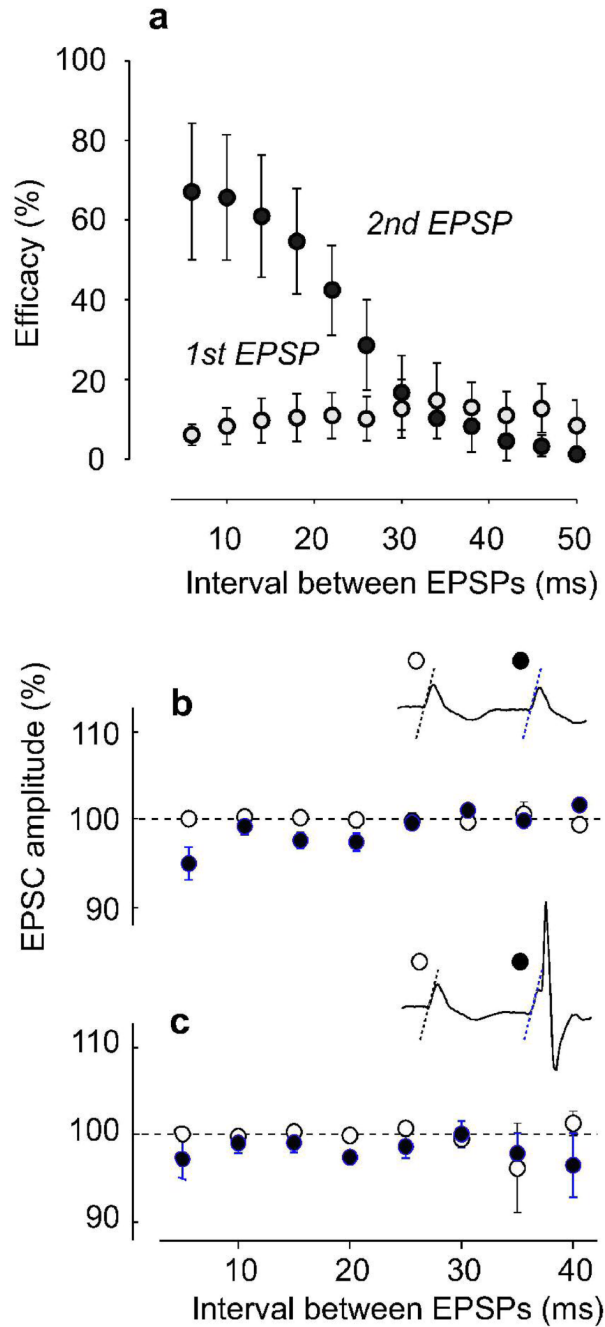 a
100
80
60
40
20
0
Efficacy (%)
2nd EPSP
1st EPSP
10 20 30 40 50
Interval between EPSPs (ms)
b
110
100
90
EPSC amplitude (%)
c
110
100
90
10 20 30 40
Interval between EPSPs (ms)